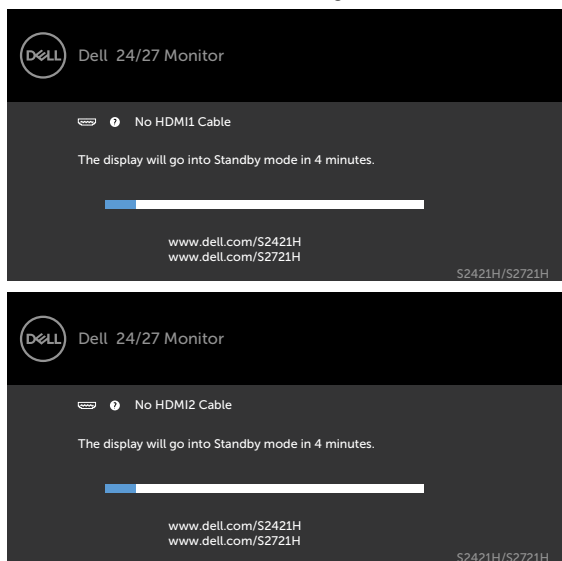 DELL
Dell 24/27 Monitor
? No HDMI1 Cable
The display will go into Standby mode in 4 minutes.
www.dell.com/S2421H
www.dell.com/S2721H
S2421H/S2721H
DELL
Dell 24/27 Monitor
? No HDMI2 Cable
The display will go into Standby mode in 4 minutes.
www.dell.com/S2421H
www.dell.com/S2721H
S2421H/S2721H